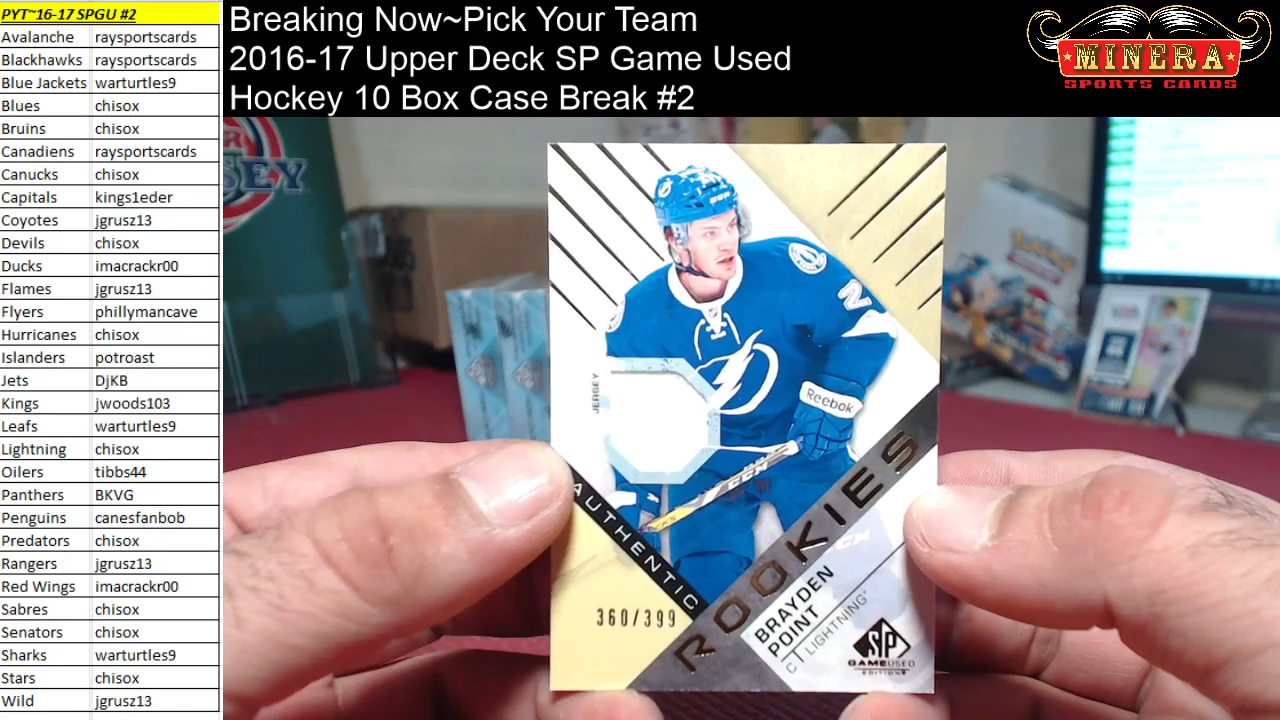 PYT~16-17 SPGU #2
Avalanche raysportscards
Blackhawks raysportscards
Blue Jackets warturtles9
Blues chisox
Bruins chisox
Canadiens raysportscards
Canucks chisox
Capitals kings1eder
Coyotes jgrusz13
Devils chisox
Ducks imacrackr00
Flames jgrusz13
Flyers phillymancave
Hurricanes chisox
Islanders potroast
Jets DjKB
Kings jwoods103
Leafs warturtles9
Lightning chisox
Oilers tibbs44
Panthers BKVG
Penguins canesfanbob
Predators chisox
Rangers jgrusz13
Red Wings imacrackr00
Sabres chisox
Senators chisox
Sharks warturtles9
Stars chisox
Wild jgrusz13
Breaking Now~Pick Your Team
2016-17 Upper Deck SP Game Used
Hockey 10 Box Case Break #2
MINERA
SPORTS CARDS
JERSEY
Reebok
CCM
AUTHENTIC
ROOKIES
360/399
BRAYDEN
POINT
C LIGHTNING
SP
GAME USED
EDITION
Pokémon